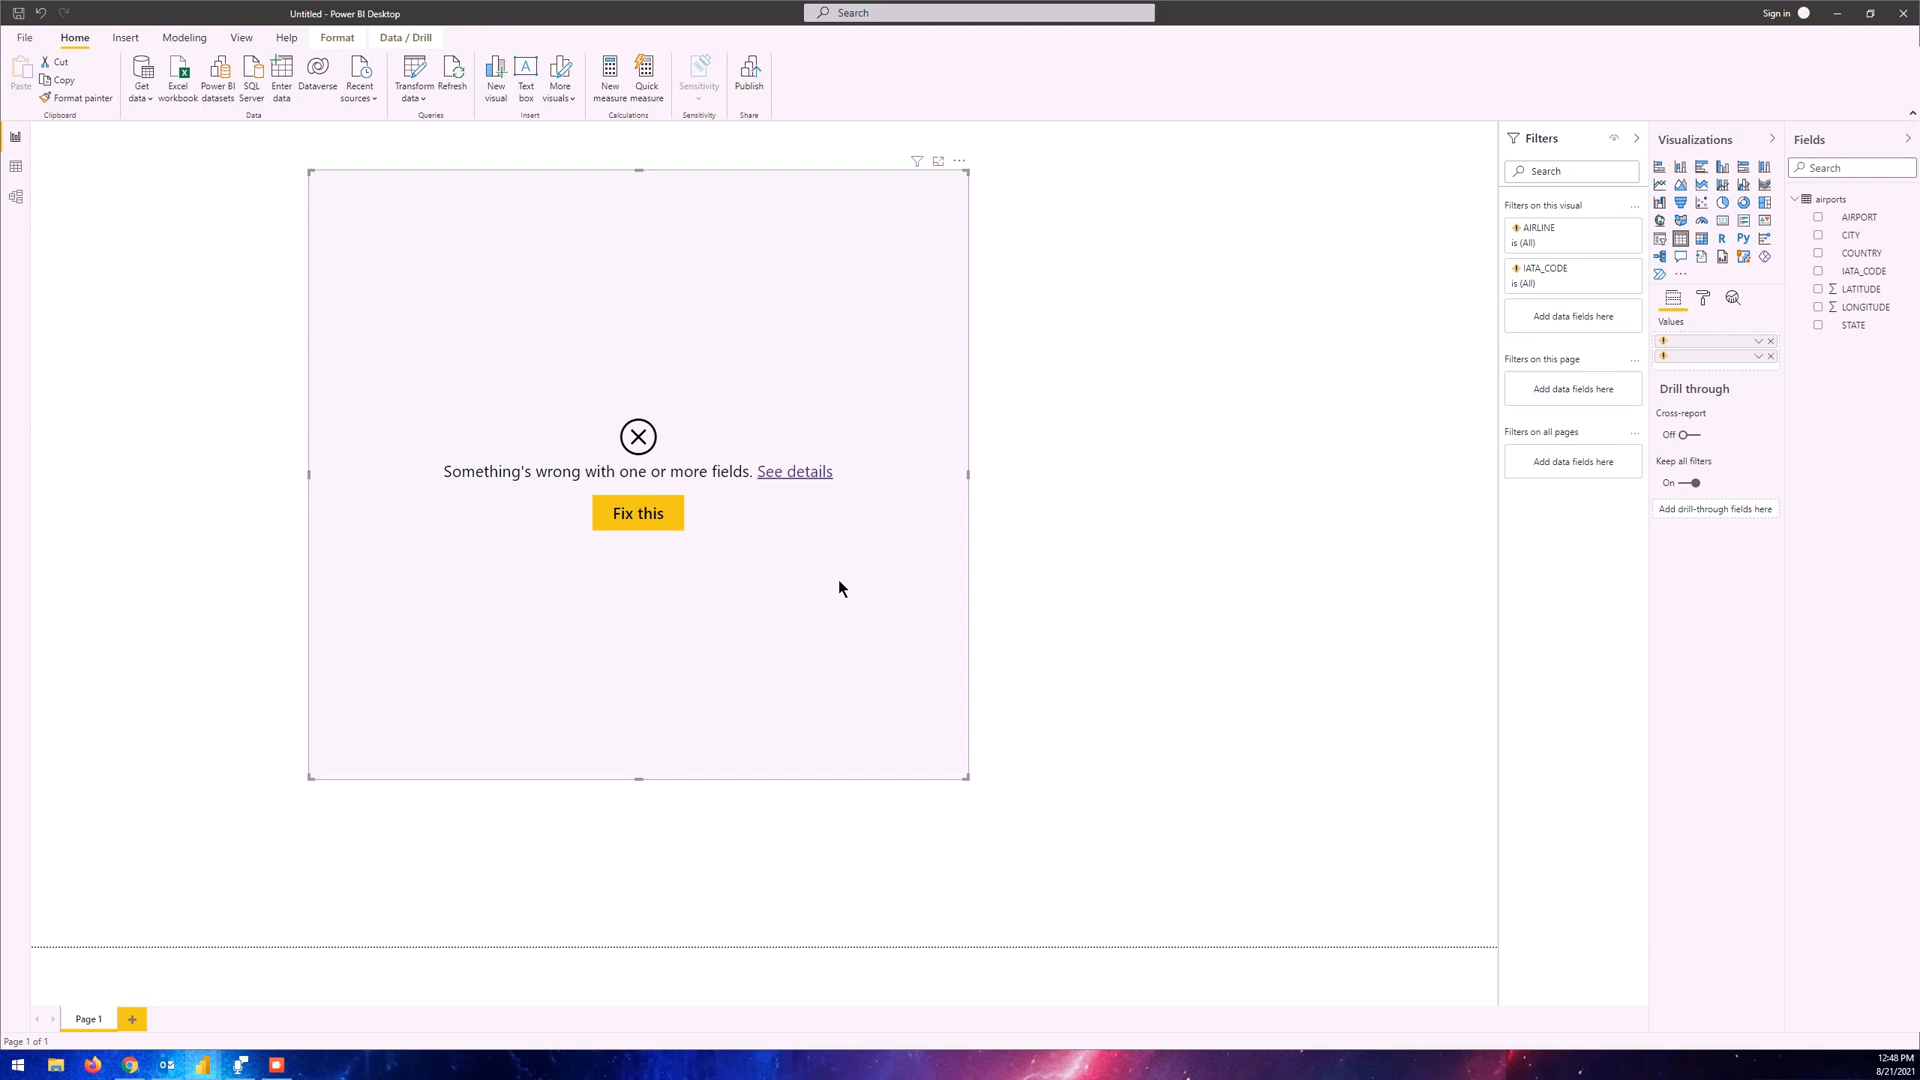 Untitled - Power BI Desktop
Search
Sign in
File Home Insert Modeling View Help Format Data / Drill
Paste
Cut
Copy
Format painter
Clipboard
Get data
Excel workbook
Power BI datasets
SQL Server
Enter data
Dataverse
Recent sources
Data
Transform data
Refresh
Queries
New visual
Text box
More visuals
Insert
New measure
Quick measure
Calculations
Sensitivity
Sensitivity
Publish
Share
Something's wrong with one or more fields. See details
Fix this
Filters
Search
Filters on this visual
AIRLINE
is (All)
IATA_CODE
is (All)
Add data fields here
Filters on this page
Add data fields here
Filters on all pages
Add data fields here
Visualizations
R
Py
Values
Drill through
Cross-report
Off
Keep all filters
On
Add drill-through fields here
Fields
Search
airports
AIRPORT
CITY
COUNTRY
IATA_CODE
LATITUDE
LONGITUDE
STATE
Page 1
Page 1 of 1
12:48 PM
8/21/2021